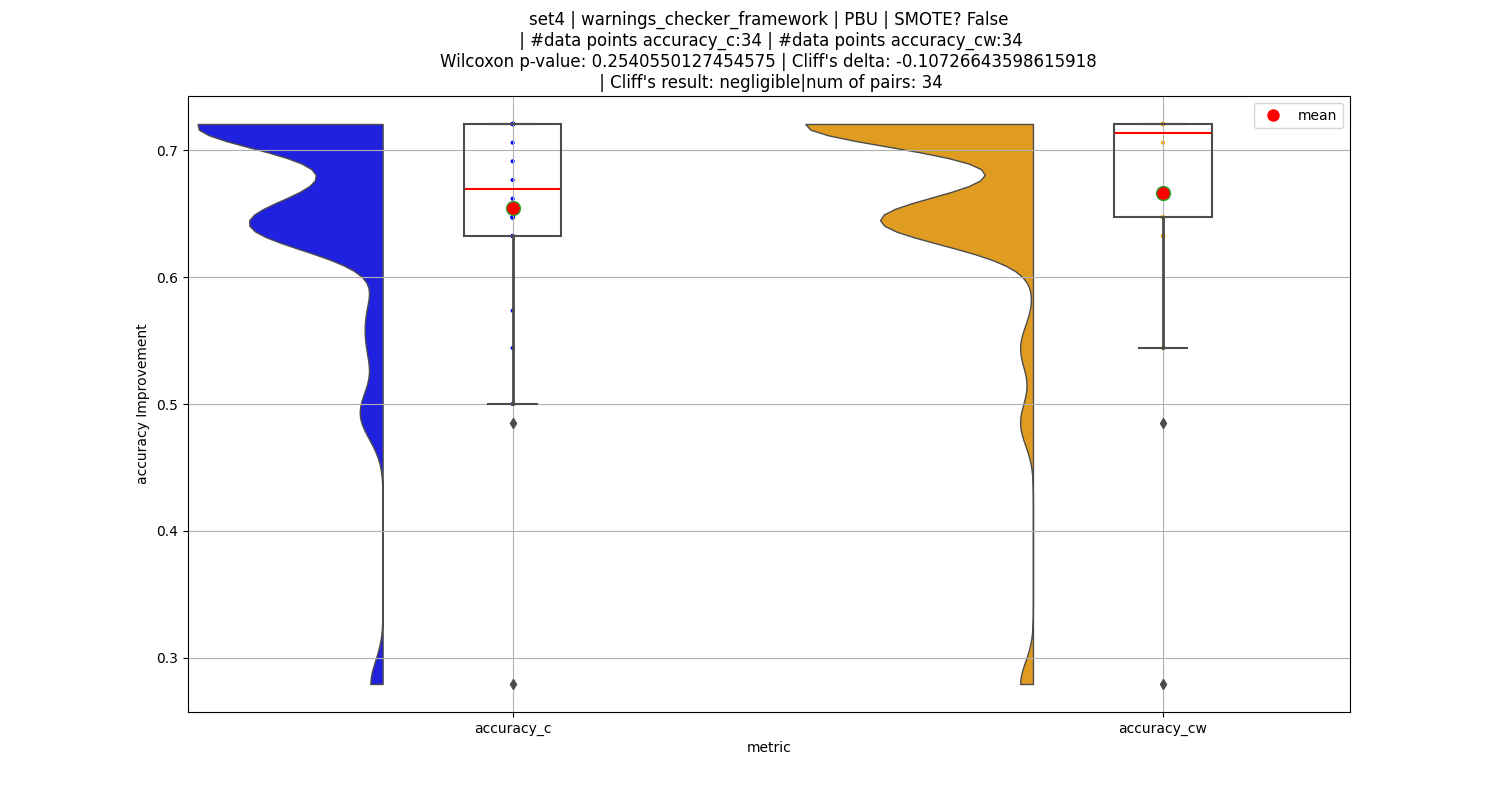 set4 | warnings_checker_framework | PBU | SMOTE? False
| #data points accuracy_c:34 | #data points accuracy_cw:34
Wilcoxon p-value: 0.2540550127454575 | Cliff's delta: -0.10726643598615918
| Cliff's result: negligible|num of pairs: 34
mean
0.7
0.6
0.5
0.4
0.3
accuracy Improvement
accuracy_c
accuracy_cw
metric